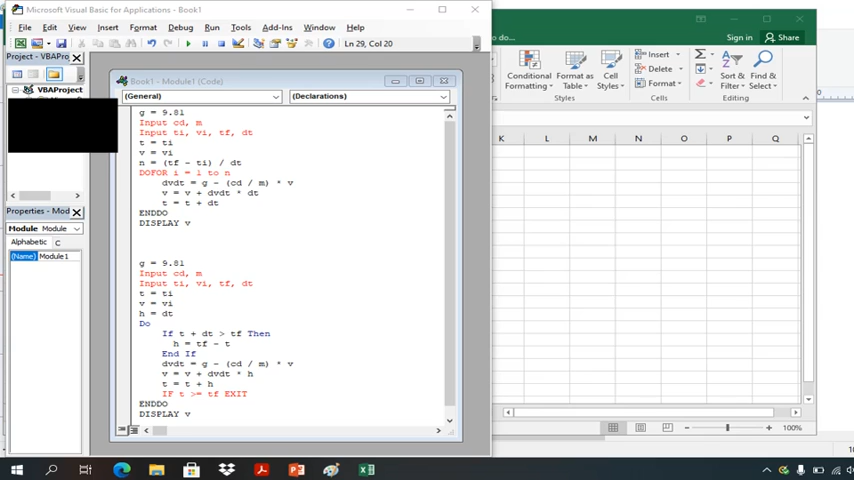 Microsoft Visual Basic for Applications - Book1
File Edit View Insert Format Debug Run Tools Add-Ins Window Help
Ln 29, Col 20
Project - VBAProject
VBAProject
Properties - Mod
Module Module
Alphabetic C
(Name) Module1
Book1 - Module1 (Code)
(General) (Declarations)
g = 9.81
Input cd, m
Input ti, vi, tf, dt
t = ti
v = vi
n = (tf - ti) / dt
DOFOR i = 1 to n
dvdt = g - (cd / m) * v
v = v + dvdt * dt
t = t + dt
ENDDO
DISPLAY v
g = 9.81
Input cd, m
Input ti, vi, tf, dt
t = ti
v = vi
h = dt
Do
If t + dt > tf Then
h = tf - t
End If
dvdt = g - (cd / m) * v
v = v + dvdt * h
t = t + h
IF t >= tf EXIT
ENDDO
DISPLAY v
to do...
Sign in Share
Conditional Formatting
Format as Table
Cell Styles
Styles
Insert
Delete
Format
Cells
Sort & Filter
Find & Select
Editing
K L M N O P Q
100%